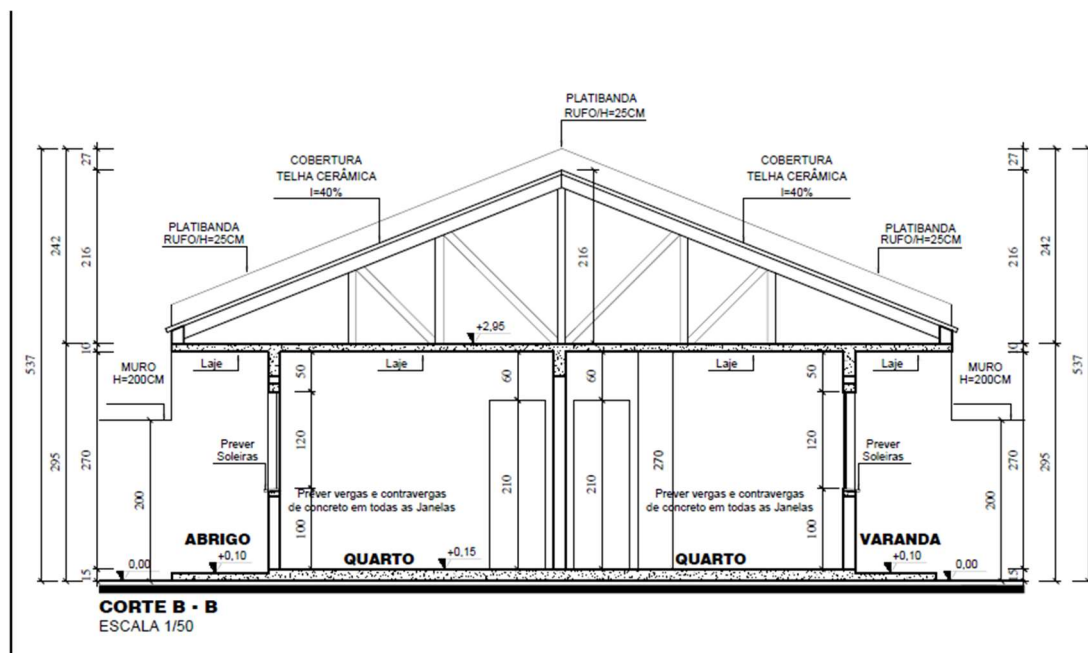 PLATIBANDA
RUFO/H=25CM
COBERTURA
TELHA CERÂMICA
I=40%
COBERTURA
TELHA CERÂMICA
I=40%
PLATIBANDA
RUFO/H=25CM
PLATIBANDA
RUFO/H=25CM
27
242
216
216
27
216
242
+2,95
537
10
10
537
MURO
H=200CM
Laje
Laje
Laje
Laje
MURO
H=200CM
50
60
60
50
295
270
Prever
Soleiras
120
210
210
270
120
Prever
Soleiras
270
295
200
Prever vergas e contravergas
de concreto em todas as Janelas
Prever vergas e contravergas
de concreto em todas as Janelas
200
100
100
ABRIGO
+0,10
QUARTO
+0,15
QUARTO
VARANDA
+0,10
0,00
0,00
15
15
CORTE B - B
ESCALA 1/50